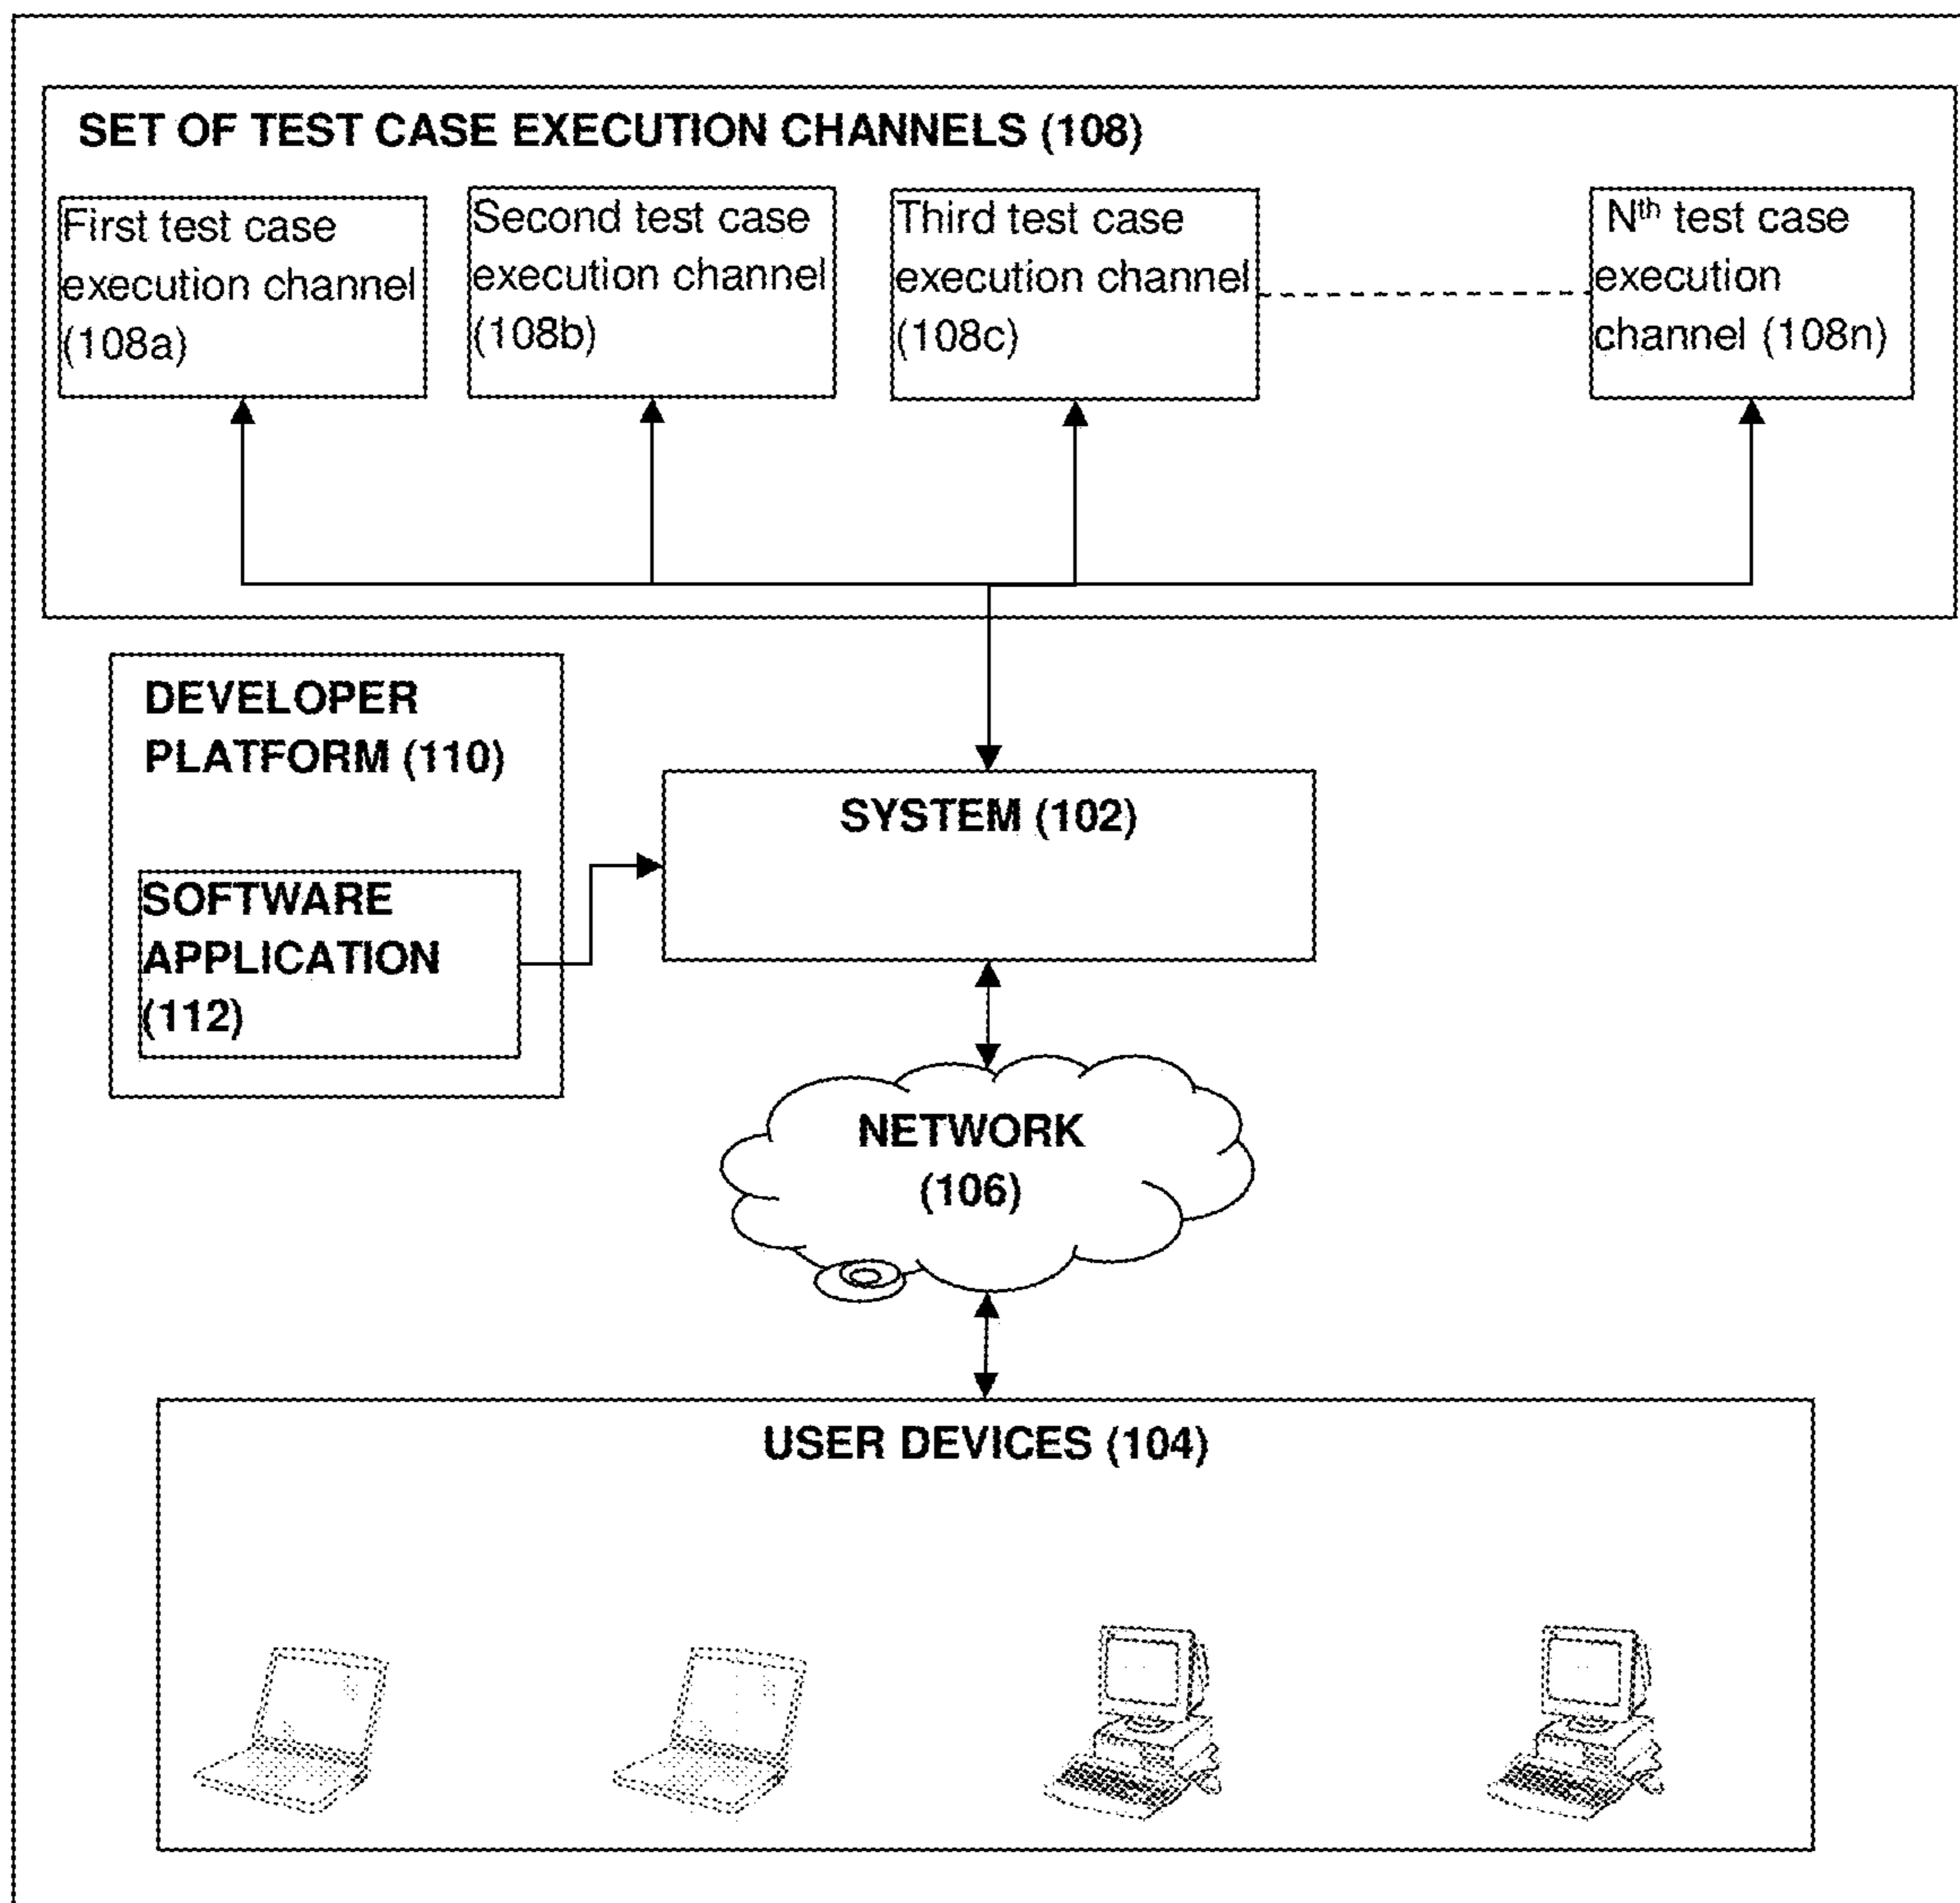 SET OF TEST CASE EXECUTION CHANNELS (108)
First test case
execution channel
(108a)
Second test case
execution channel
(108b)
Third test case
execution channel
(108c)
Nth test case
execution
channel (108n)
DEVELOPER
PLATFORM (110)
SYSTEM (102)
SOFTWARE
APPLICATION
(112)
NETWORK
(106)
USER DEVICES (104)